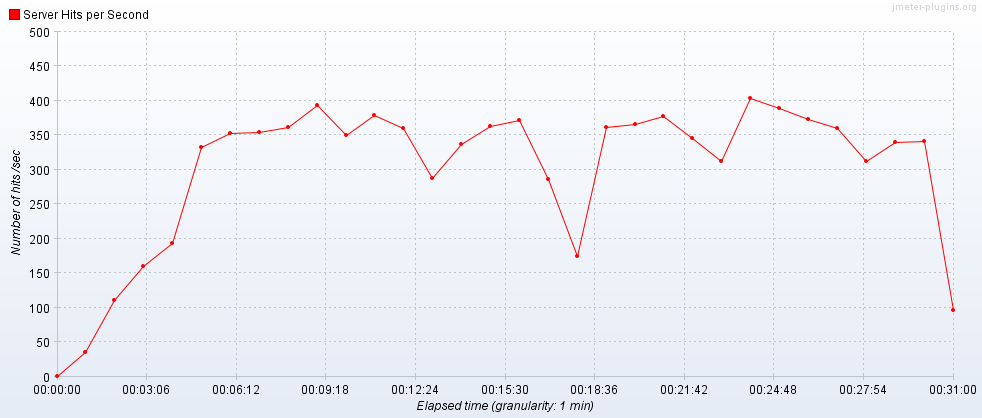 jmeter-plugins.org
Server Hits per Second
500
450
400
350
300
250
200
150
100
50
0
Number of hits /sec
00:00:00 00:03:06 00:06:12 00:09:18 00:12:24 00:15:30 00:18:36 00:21:42 00:24:48 00:27:54 00:31:00
Elapsed time (granularity: 1 min)